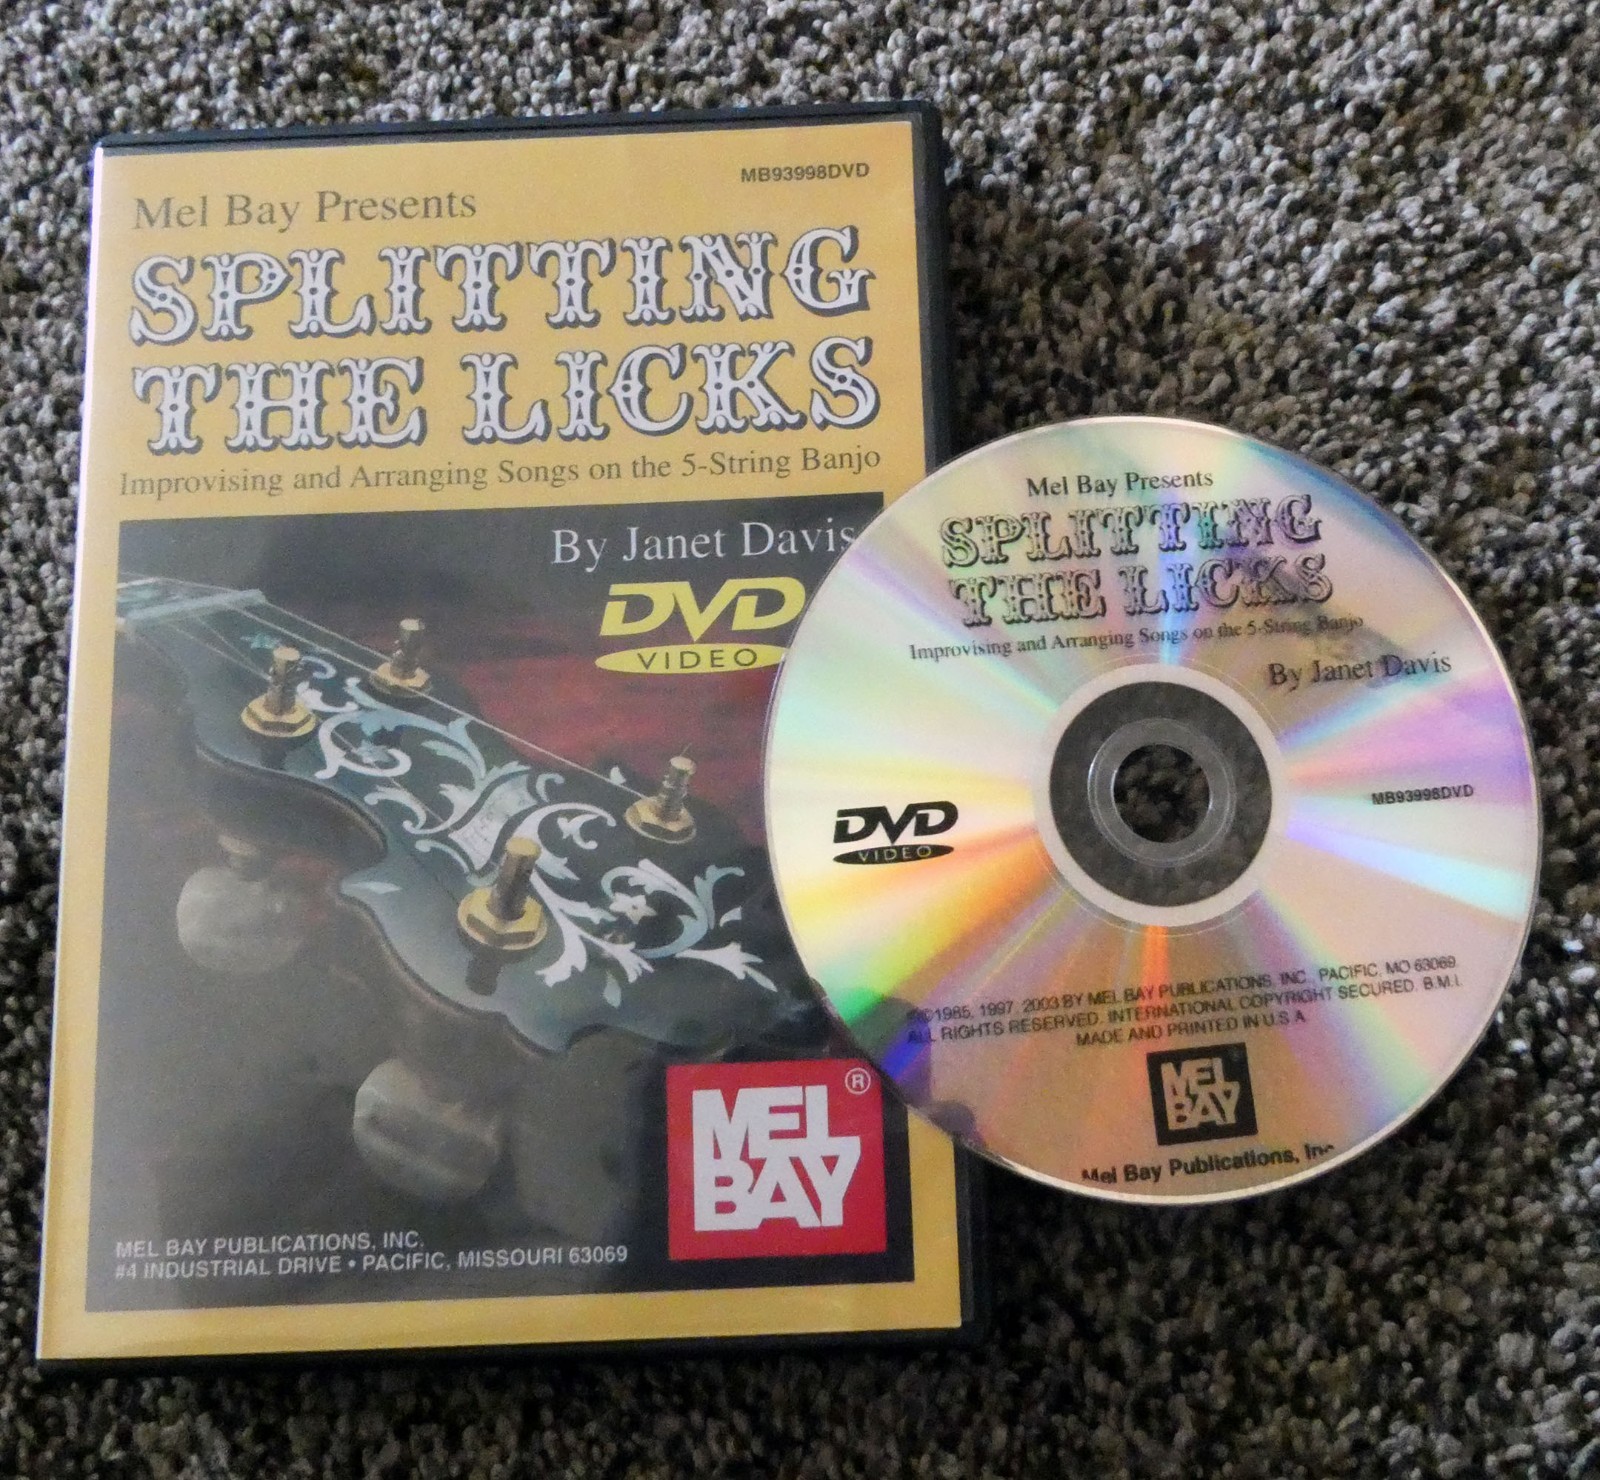 MB93998DVD
Mel Bay Presents
SPLITTING
THE LICKS
Improvising and Arranging Songs on the 5-String Banjo
By Janet Davis
DVD
VIDEO
MEL
BAY
®
MEL BAY PUBLICATIONS, INC.
#4 INDUSTRIAL DRIVE • PACIFIC, MISSOURI 63069
Mel Bay Presents
SPLITTING
THE LICKS
Improvising and Arranging Songs on the 5-String Banjo
By Janet Davis
DVD
VIDEO
MB93998DVD
©1985, 1997, 2003 BY MEL BAY PUBLICATIONS, INC. PACIFIC, MO 63069.
ALL RIGHTS RESERVED. INTERNATIONAL COPYRIGHT SECURED. B.M.I.
MADE AND PRINTED IN U.S.A.
MEL
BAY
Mel Bay Publications, Inc